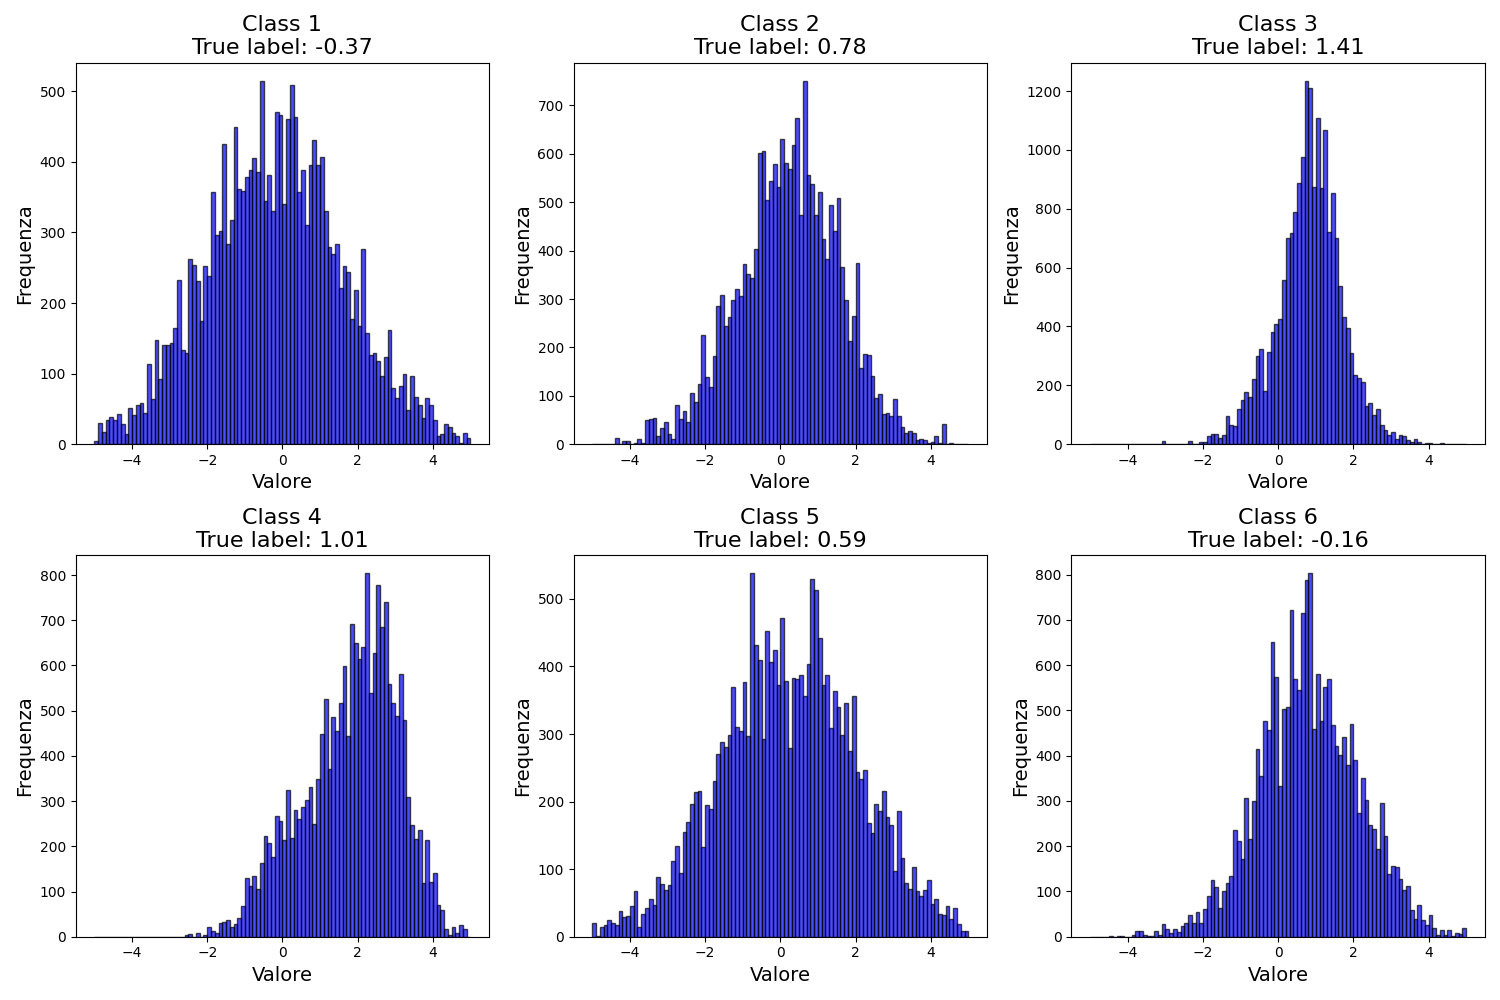 Class 1
True label: -0.37
Frequenza
500
400
300
200
100
0
−4 −2 0 2 4
Valore
Class 2
True label: 0.78
Frequenza
700
600
500
400
300
200
100
0
−4 −2 0 2 4
Valore
Class 3
True label: 1.41
Frequenza
1200
1000
800
600
400
200
0
−4 −2 0 2 4
Valore
Class 4
True label: 1.01
Frequenza
800
700
600
500
400
300
200
100
0
−4 −2 0 2 4
Valore
Class 5
True label: 0.59
Frequenza
500
400
300
200
100
0
−4 −2 0 2 4
Valore
Class 6
True label: -0.16
Frequenza
800
700
600
500
400
300
200
100
0
−4 −2 0 2 4
Valore